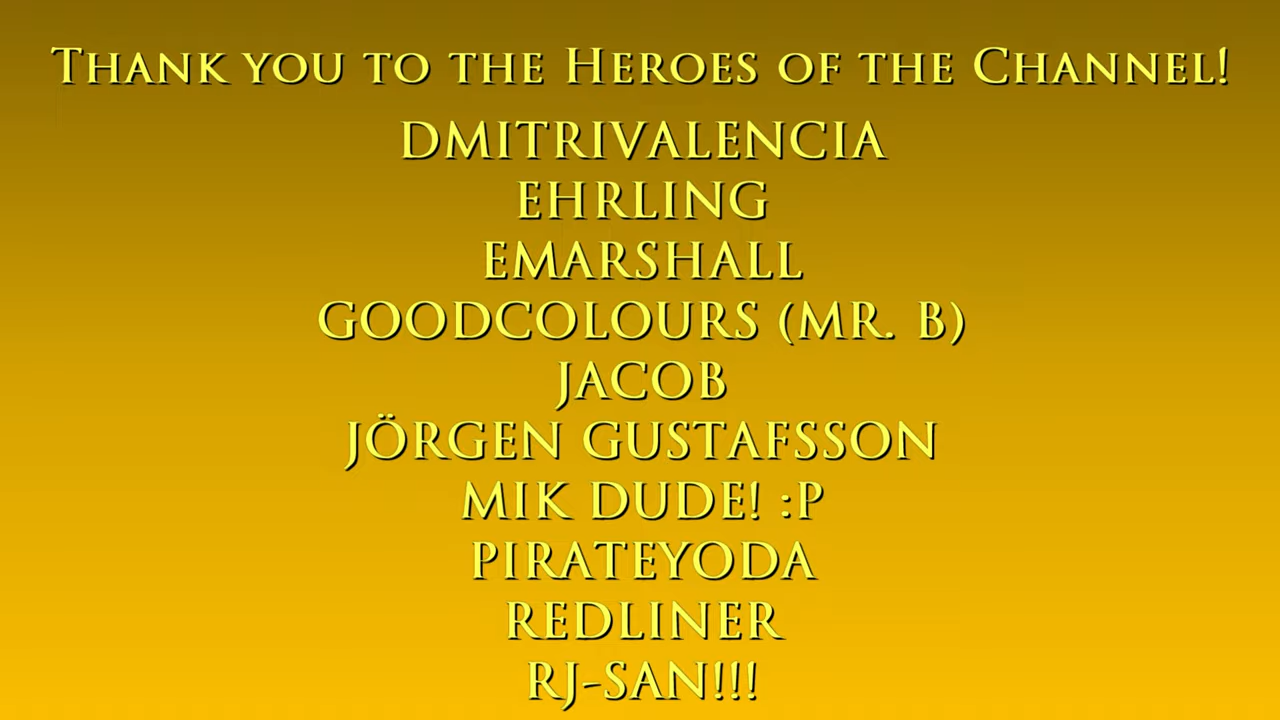 Thank you to the Heroes of the Channel!
DMITRIVALENCIA
EHRLING
EMARSHALL
GOODCOLOURS (MR. B)
JACOB
JÖRGEN GUSTAFSSON
MIK DUDE! :P
PIRATEYODA
REDLINER
RJ-SAN!!!